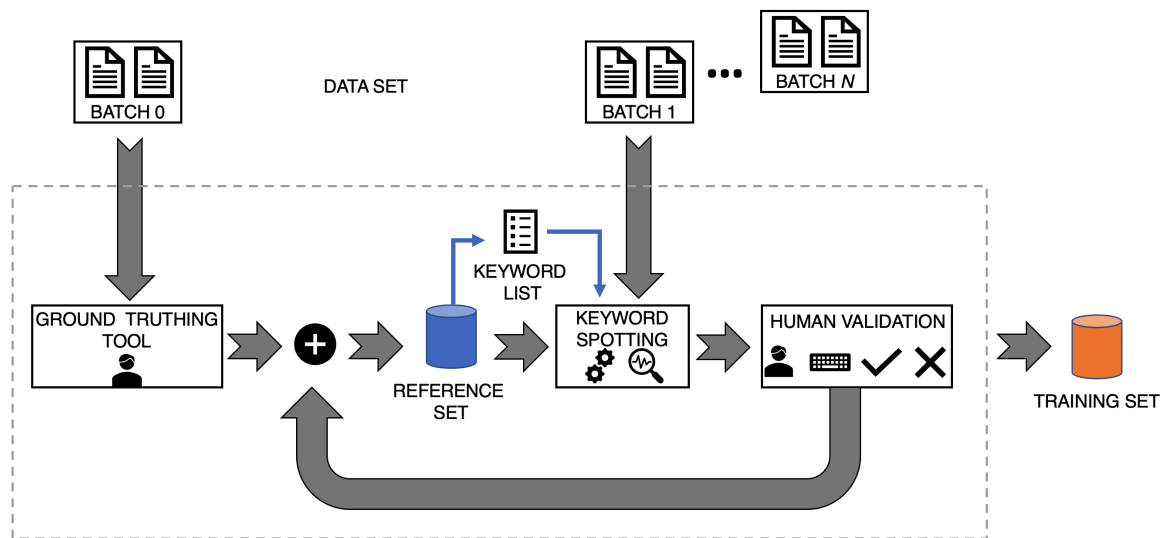 BATCH 0
DATA SET
BATCH 1
BATCH N
KEYWORD
LIST
GROUND TRUTHING
TOOL
REFERENCE
SET
KEYWORD
SPOTTING
HUMAN VALIDATION
TRAINING SET